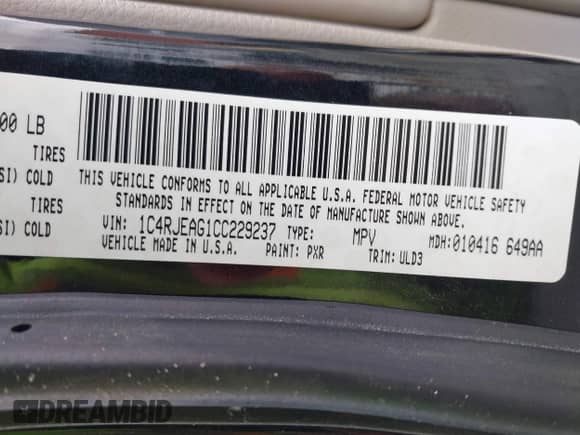 00 LB
TIRES
SI) COLD
TIRES
SI) COLD
THIS VEHICLE CONFORMS TO ALL APPLICABLE U.S.A. FEDERAL MOTOR VEHICLE SAFETY
STANDARDS IN EFFECT ON THE DATE OF MANUFACTURE SHOWN ABOVE.
VIN: 1C4RJEAG1CC229237 TYPE: MPV MDH:010416 649AA
VEHICLE MADE IN U.S.A. PAINT: PXR TRIM: ULD3
DREAMBID